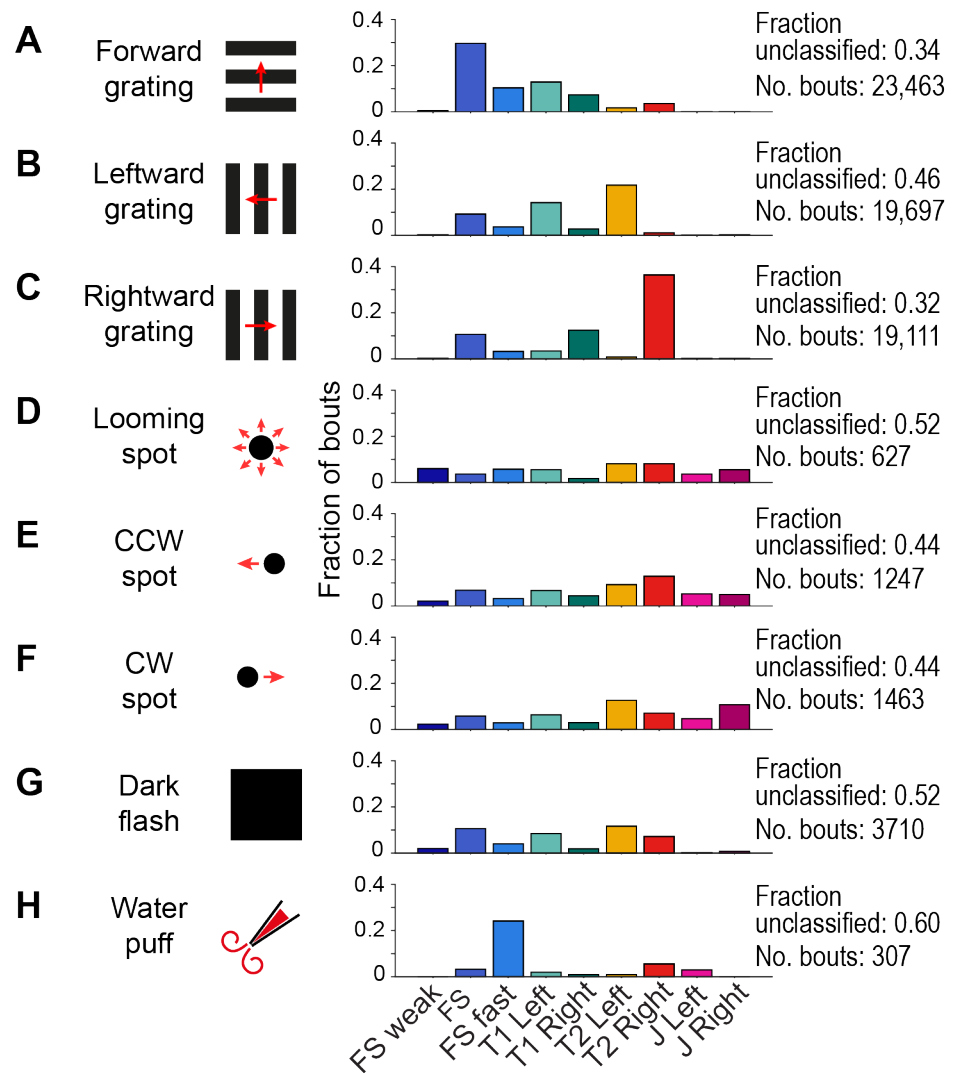 A
Forward
grating
0.4
0.2
0
Fraction
unclassified: 0.34
No. bouts: 23,463
B
Leftward
grating
0.4
0.2
0
Fraction
unclassified: 0.46
No. bouts: 19,697
C
Rightward
grating
0.4
0.2
0
Fraction
unclassified: 0.32
No. bouts: 19,111
Fraction of bouts
D
Looming
spot
0.4
0.2
0
Fraction
unclassified: 0.52
No. bouts: 627
E
CCW
spot
0.4
0.2
0
Fraction
unclassified: 0.44
No. bouts: 1247
F
CW
spot
0.4
0.2
0
Fraction
unclassified: 0.44
No. bouts: 1463
G
Dark
flash
0.4
0.2
0
Fraction
unclassified: 0.52
No. bouts: 3710
H
Water
puff
0.4
0.2
0
Fraction
unclassified: 0.60
No. bouts: 307
FS weak
FS
FS fast
T1 Left
T1 Right
T2 Left
T2 Right
J Left
J Right